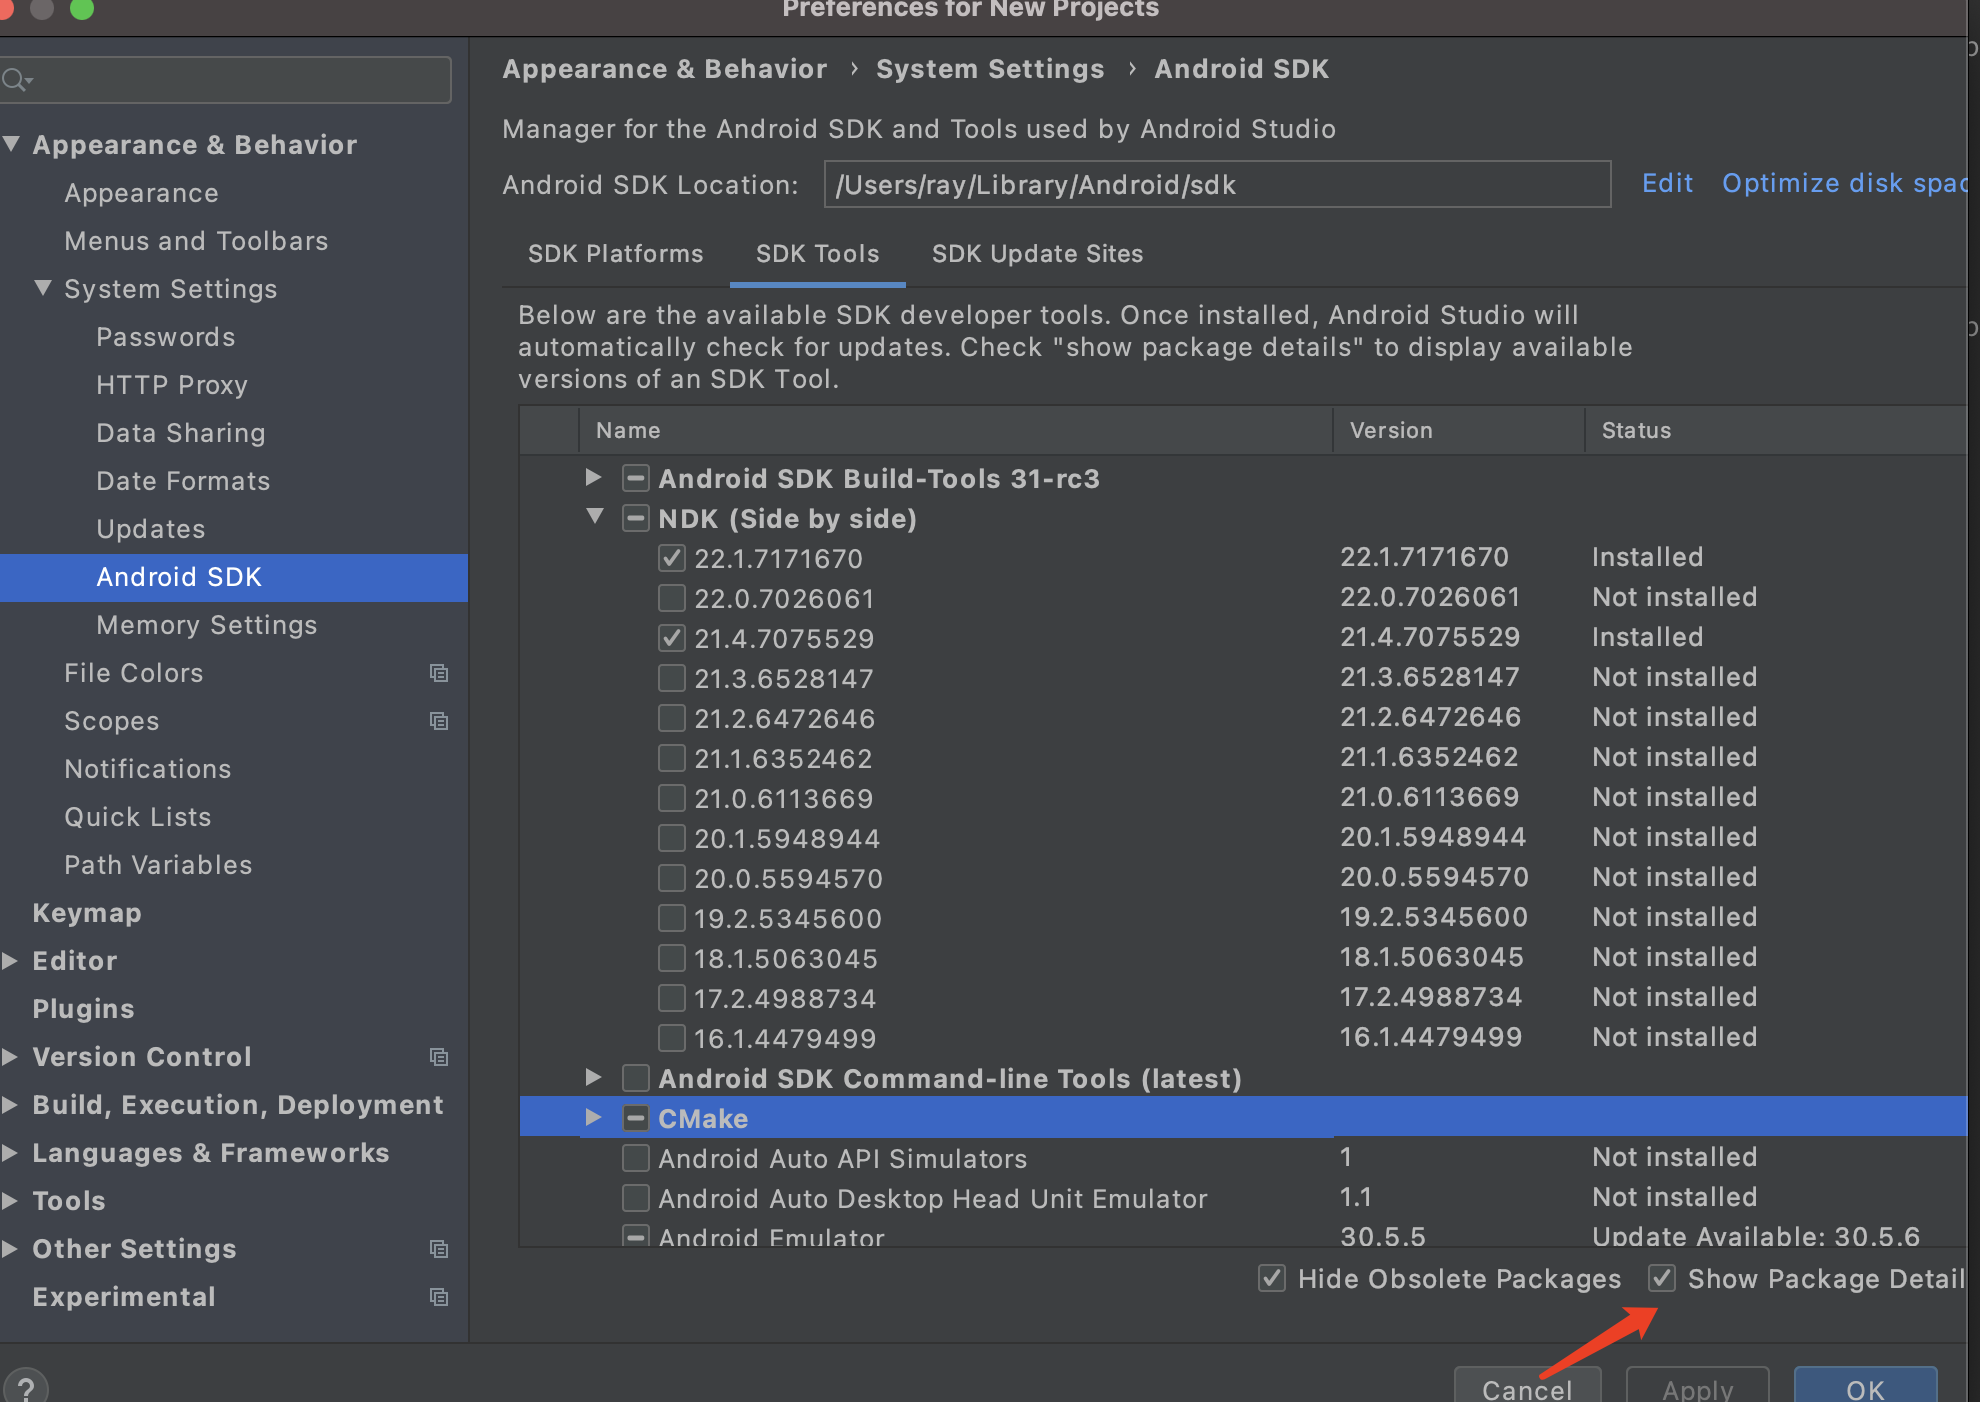 Preferences for New Projects
Appearance & Behavior
Appearance
Menus and Toolbars
System Settings
Passwords
HTTP Proxy
Data Sharing
Date Formats
Updates
Android SDK
Memory Settings
File Colors
Scopes
Notifications
Quick Lists
Path Variables
Keymap
Editor
Plugins
Version Control
Build, Execution, Deployment
Languages & Frameworks
Tools
Other Settings
Experimental
?
Appearance & Behavior › System Settings › Android SDK
Manager for the Android SDK and Tools used by Android Studio
Android SDK Location: /Users/ray/Library/Android/sdk Edit Optimize disk spac
SDK Platforms SDK Tools SDK Update Sites
Below are the available SDK developer tools. Once installed, Android Studio will
automatically check for updates. Check "show package details" to display available
versions of an SDK Tool.
Name Version Status
Android SDK Build-Tools 31-rc3
NDK (Side by side)
22.1.7171670 22.1.7171670 Installed
22.0.7026061 22.0.7026061 Not installed
21.4.7075529 21.4.7075529 Installed
21.3.6528147 21.3.6528147 Not installed
21.2.6472646 21.2.6472646 Not installed
21.1.6352462 21.1.6352462 Not installed
21.0.6113669 21.0.6113669 Not installed
20.1.5948944 20.1.5948944 Not installed
20.0.5594570 20.0.5594570 Not installed
19.2.5345600 19.2.5345600 Not installed
18.1.5063045 18.1.5063045 Not installed
17.2.4988734 17.2.4988734 Not installed
16.1.4479499 16.1.4479499 Not installed
Android SDK Command-line Tools (latest)
CMake
Android Auto API Simulators 1 Not installed
Android Auto Desktop Head Unit Emulator 1.1 Not installed
Android Emulator 30.5.5 Update Available: 30.5.6
Hide Obsolete Packages Show Package Detail
Cancel Apply OK